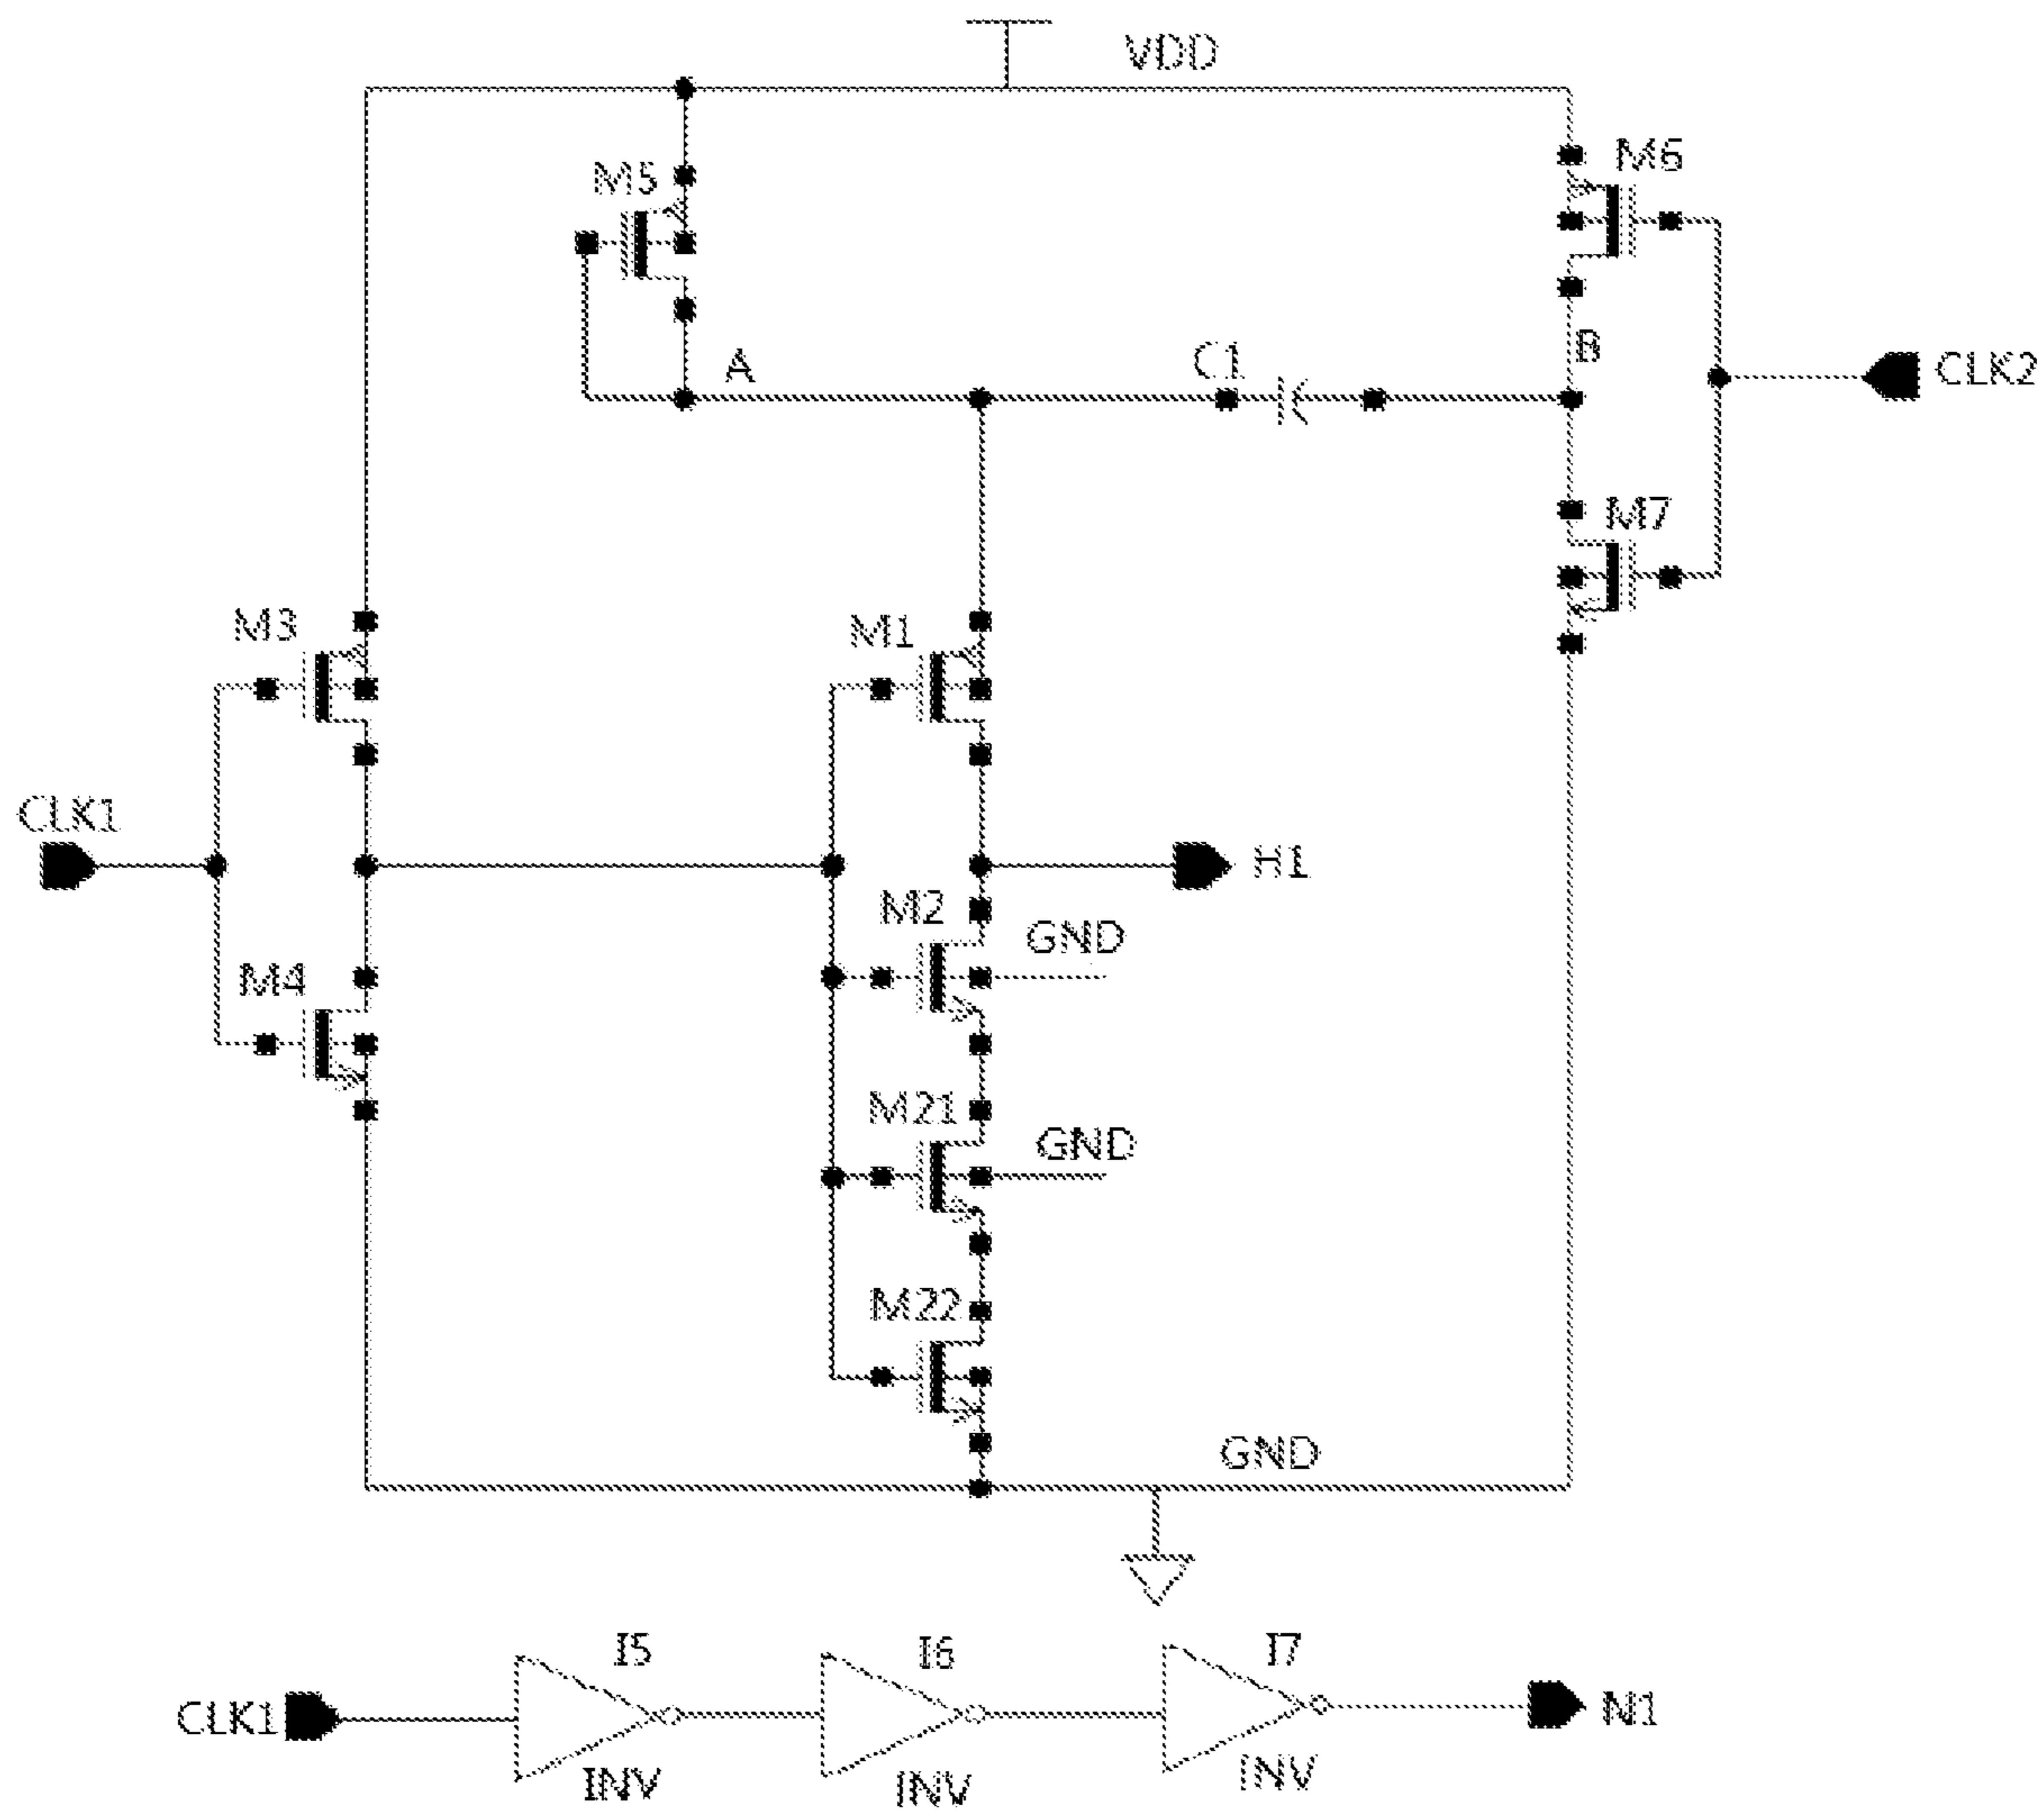 VDD
M5
M6
A
C1
B
CLK2
M7
M3
M1
CLK1
H1
M2
GND
M4
M21
GND
M22
GND
I5
I6
I7
CLK1
N1
INV
INV
INV